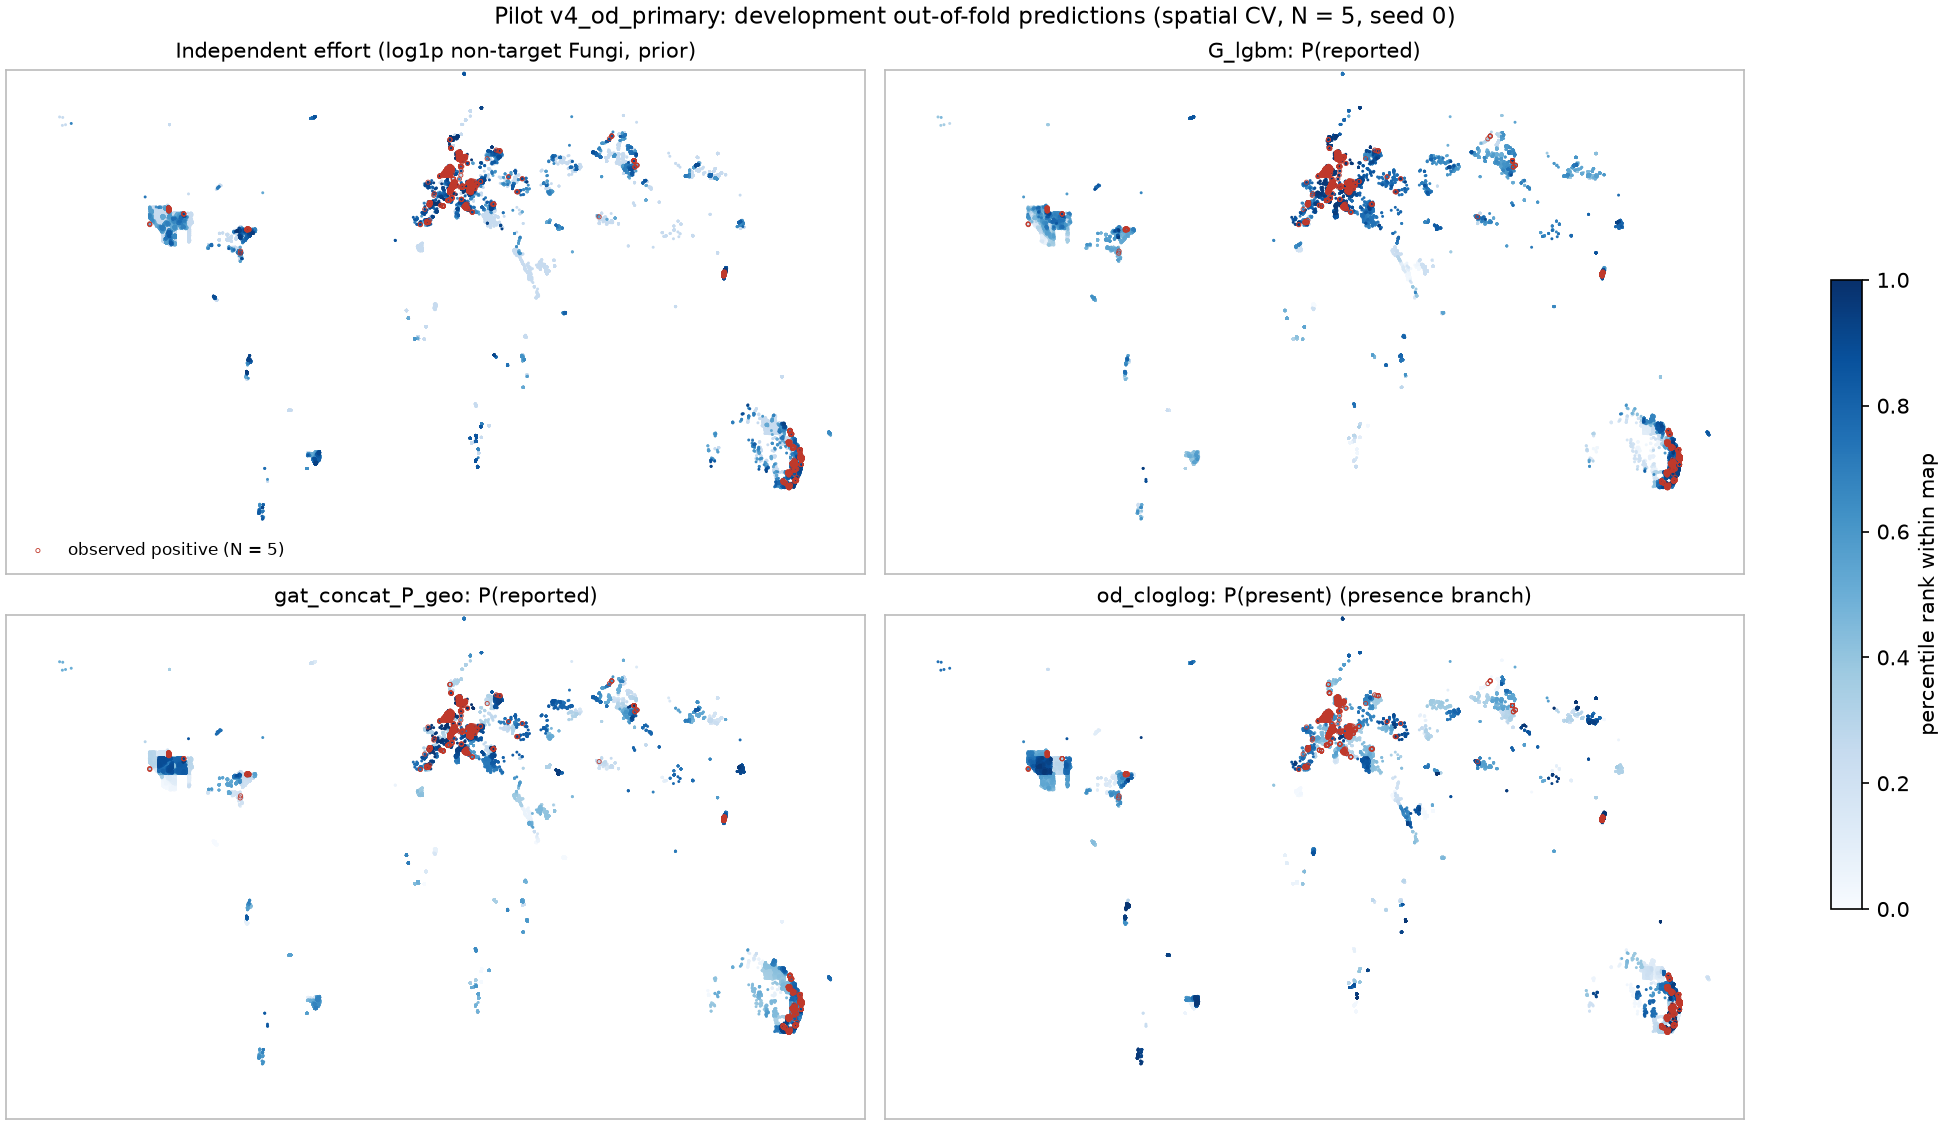 Pilot v4_od_primary: development out-of-fold predictions (spatial CV, N = 5, seed 0)
Independent effort (log1p non-target Fungi, prior)
G_lgbm: P(reported)
observed positive (N = 5)
gat_concat_P_geo: P(reported)
od_cloglog: P(present) (presence branch)
1.0
0.8
0.6
0.4
0.2
0.0
percentile rank within map